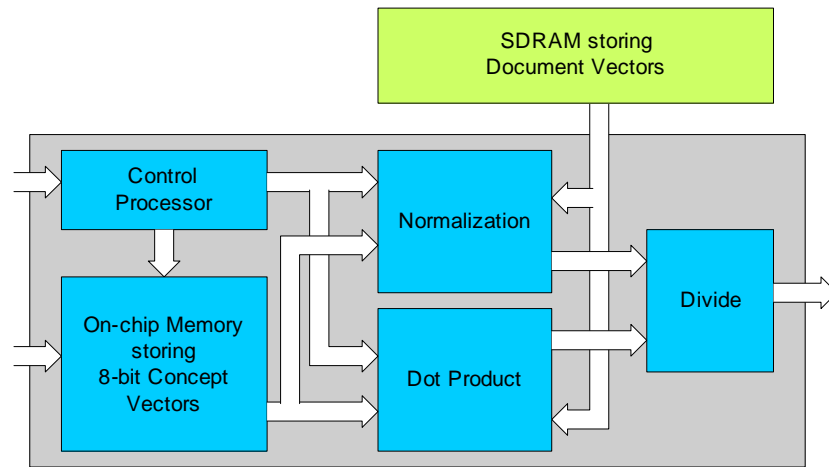 SDRAM storing
Document Vectors
Control
Processor
Normalization
On-chip Memory
storing
8-bit Concept
Vectors
Dot Product
Divide